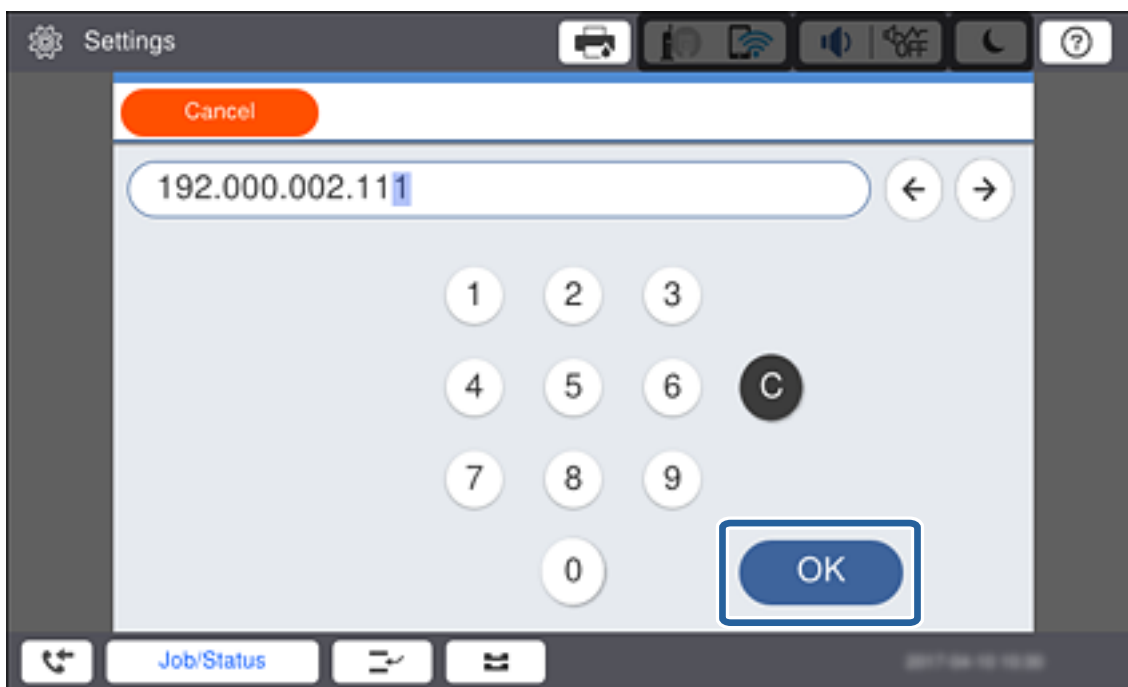 Settings
OFF
?
Cancel
192.000.002.111
← →
1 2 3
4 5 6 C
7 8 9
0 OK
Job/Status